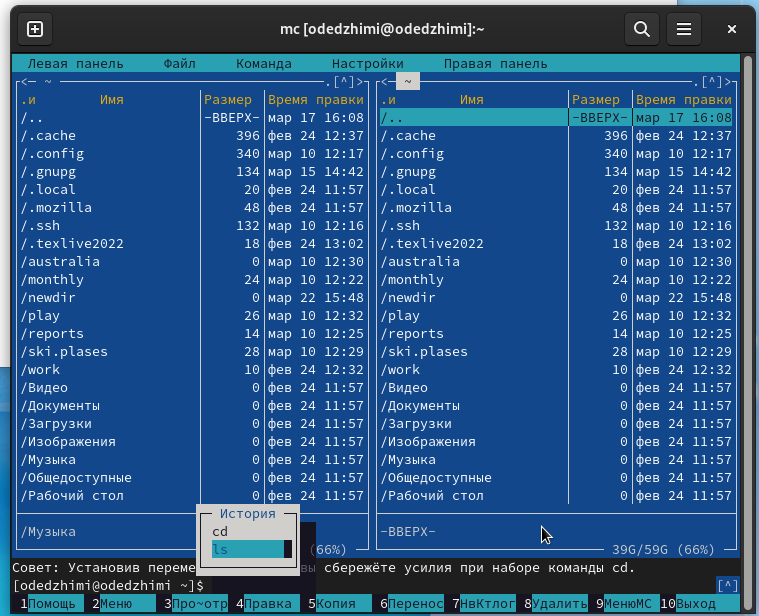 mc [odedzhimi@odedzhimi]:~
Левая панель Файл Команда Настройки Правая панель
<— ~ .[^]> <— ~ .[^]>
.и Имя Размер Время правки .и Имя Размер Время правки
/.. -ВВЕРХ- мар 17 16:08 /.. -ВВЕРХ- мар 17 16:08
/.cache 396 фев 24 12:37 /.cache 396 фев 24 12:37
/.config 340 мар 10 12:17 /.config 340 мар 10 12:17
/.gnupg 134 мар 15 14:42 /.gnupg 134 мар 15 14:42
/.local 20 фев 24 11:57 /.local 20 фев 24 11:57
/.mozilla 48 фев 24 11:57 /.mozilla 48 фев 24 11:57
/.ssh 132 мар 10 12:16 /.ssh 132 мар 10 12:16
/.texlive2022 18 фев 24 13:02 /.texlive2022 18 фев 24 13:02
/australia 0 мар 10 12:30 /australia 0 мар 10 12:30
/monthly 24 мар 10 12:22 /monthly 24 мар 10 12:22
/newdir 0 мар 22 15:48 /newdir 0 мар 22 15:48
/play 26 мар 10 12:32 /play 26 мар 10 12:32
/reports 14 мар 10 12:25 /reports 14 мар 10 12:25
/ski.plases 28 мар 10 12:29 /ski.plases 28 мар 10 12:29
/work 10 фев 24 12:32 /work 10 фев 24 12:32
/Видео 0 фев 24 11:57 /Видео 0 фев 24 11:57
/Документы 0 фев 24 11:57 /Документы 0 фев 24 11:57
/Загрузки 0 фев 24 11:57 /Загрузки 0 фев 24 11:57
/Изображения 0 фев 24 11:57 /Изображения 0 фев 24 11:57
/Музыка 0 фев 24 11:57 /Музыка 0 фев 24 11:57
/Общедоступные 0 фев 24 11:57 /Общедоступные 0 фев 24 11:57
/Рабочий стол 0 фев 24 11:57 /Рабочий стол 0 фев 24 11:57
История
/Музыка cd -ВВЕРХ-
ls (66%) 39G/59G (66%)
Совет: Установив переме вы сбережёте усилия при наборе команды cd.
[odedzhimi@odedzhimi ~]$ [^]
1Помощь 2Меню 3Про~отр 4Правка 5Копия 6Перенос 7НвКтлог 8Удалить 9МенюMC 10Выход